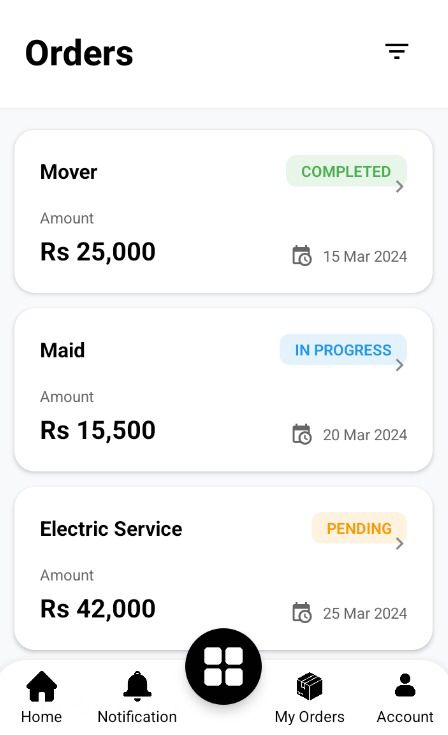 Orders
Mover
COMPLETED
Amount
Rs 25,000
15 Mar 2024
Maid
IN PROGRESS
Amount
Rs 15,500
20 Mar 2024
Electric Service
PENDING
Amount
Rs 42,000
25 Mar 2024
Home
Notification
My Orders
Account